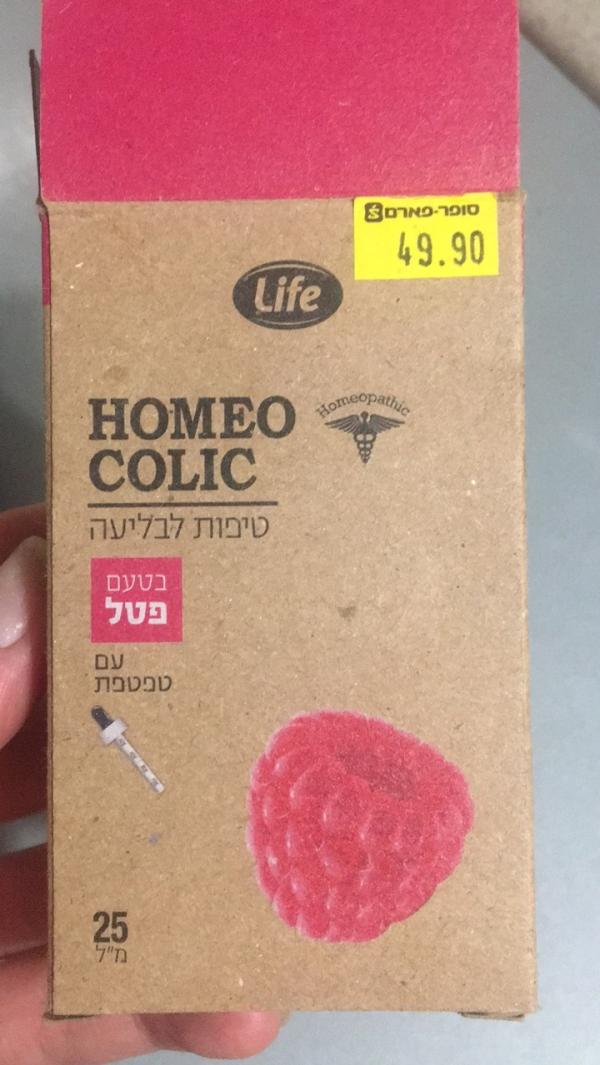 סופר-פארם
49.90
Life
HOMEO
COLIC
Homeopathic
טיפות לבליעה
בטעם
פטל
עם
טפטפת
25
מ"ל